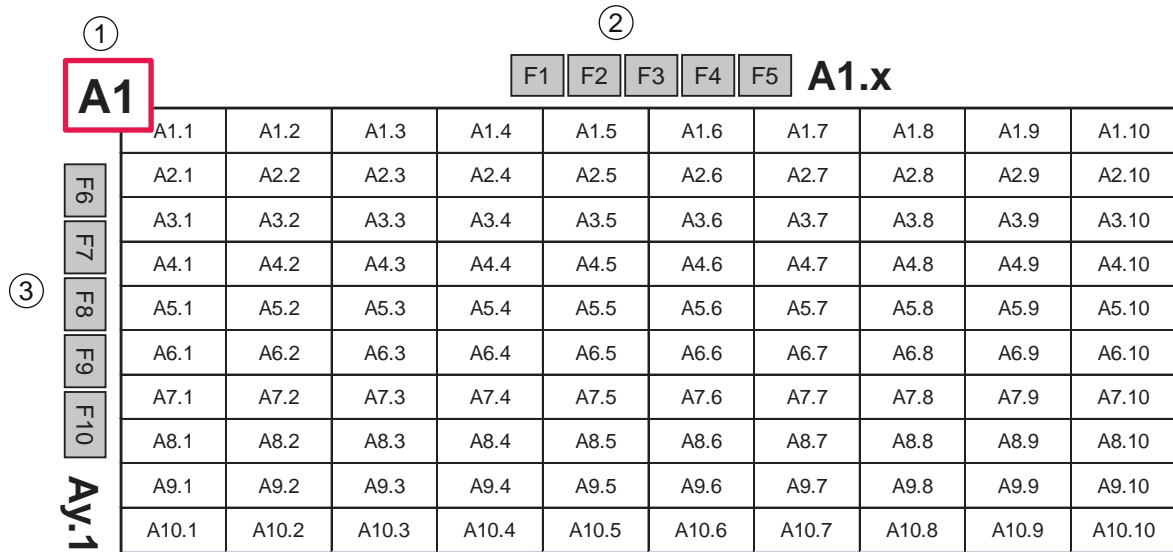 ① ②
A1 F1 F2 F3 F4 F5 A1.x
A1.1 A1.2 A1.3 A1.4 A1.5 A1.6 A1.7 A1.8 A1.9 A1.10
F6 A2.1 A2.2 A2.3 A2.4 A2.5 A2.6 A2.7 A2.8 A2.9 A2.10
A3.1 A3.2 A3.3 A3.4 A3.5 A3.6 A3.7 A3.8 A3.9 A3.10
F7 A4.1 A4.2 A4.3 A4.4 A4.5 A4.6 A4.7 A4.8 A4.9 A4.10
③ F8 A5.1 A5.2 A5.3 A5.4 A5.5 A5.6 A5.7 A5.8 A5.9 A5.10
F9 A6.1 A6.2 A6.3 A6.4 A6.5 A6.6 A6.7 A6.8 A6.9 A6.10
A7.1 A7.2 A7.3 A7.4 A7.5 A7.6 A7.7 A7.8 A7.9 A7.10
F10 A8.1 A8.2 A8.3 A8.4 A8.5 A8.6 A8.7 A8.8 A8.9 A8.10
Ay.1 A9.1 A9.2 A9.3 A9.4 A9.5 A9.6 A9.7 A9.8 A9.9 A9.10
A10.1 A10.2 A10.3 A10.4 A10.5 A10.6 A10.7 A10.8 A10.9 A10.10